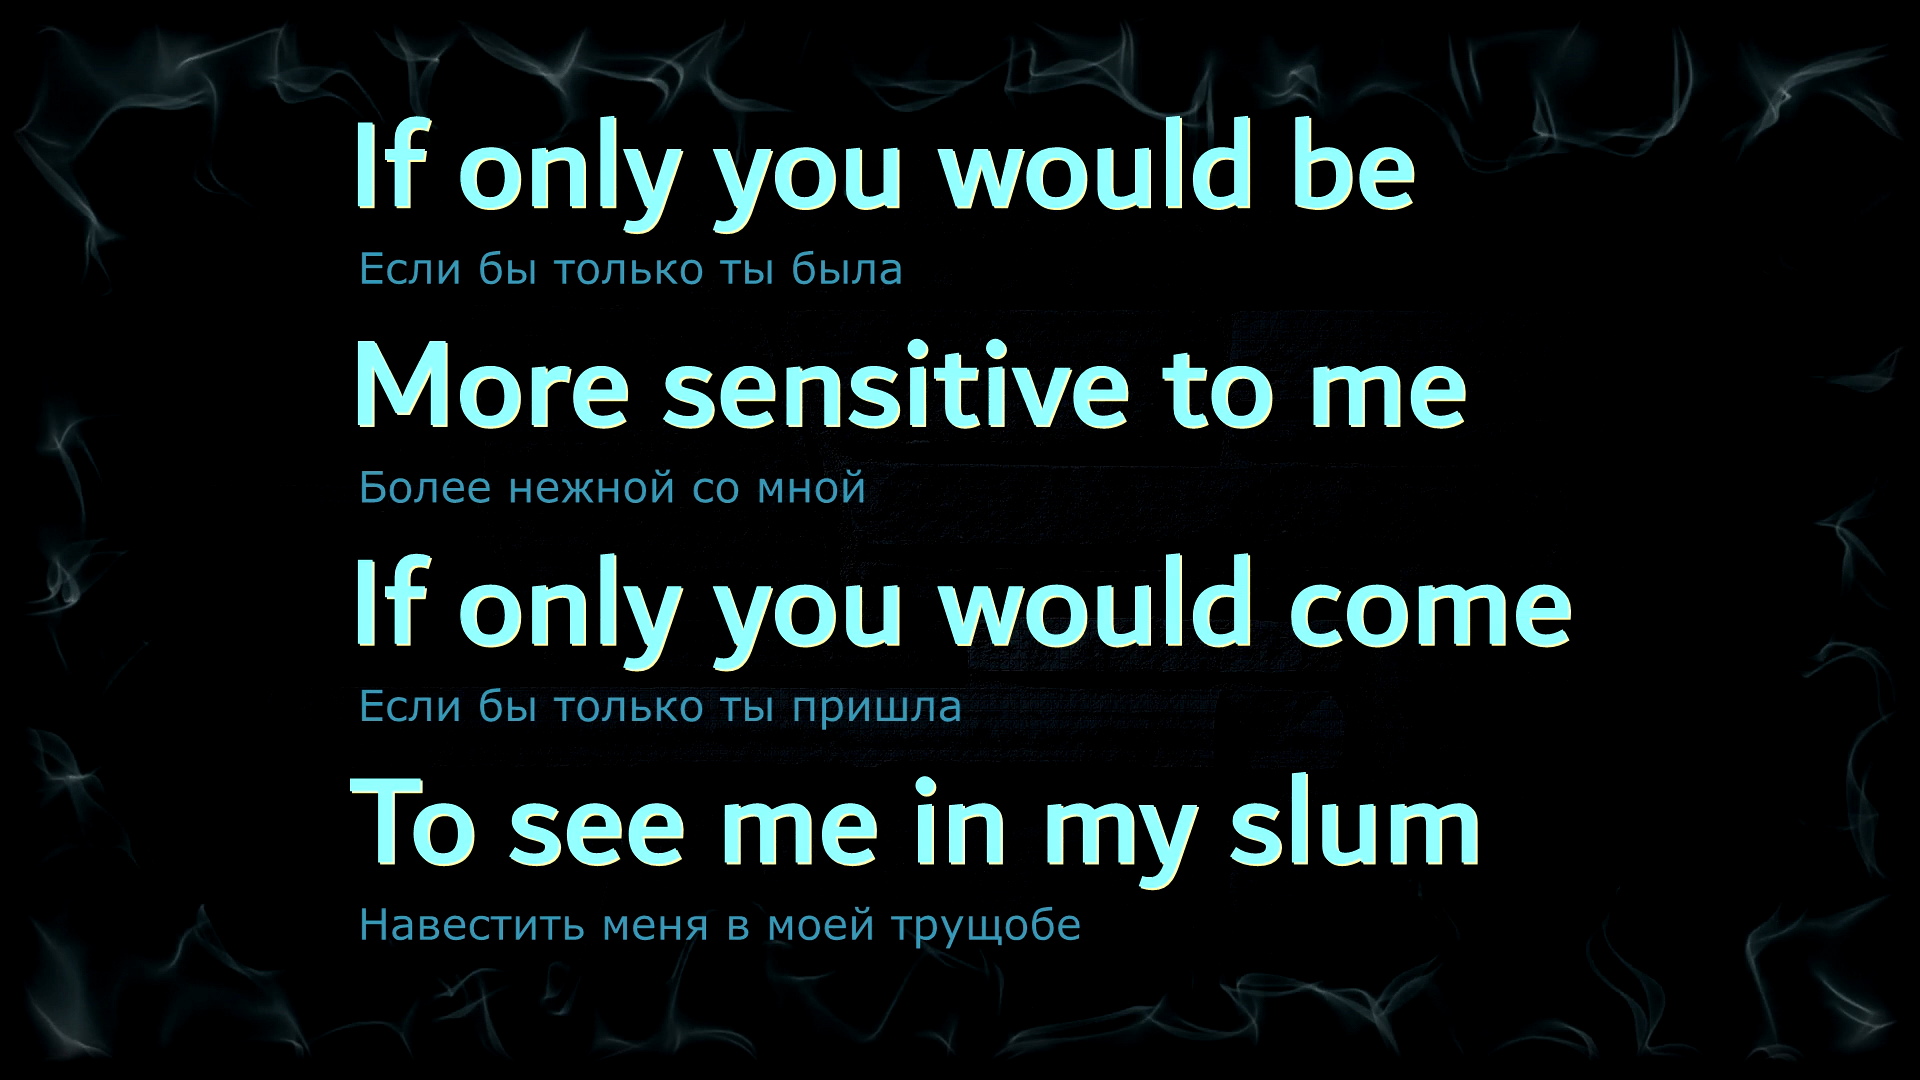 If only you would be
Если бы только ты была
More sensitive to me
Более нежной со мной
If only you would come
Если бы только ты пришла
To see me in my slum
Навестить меня в моей трущобе